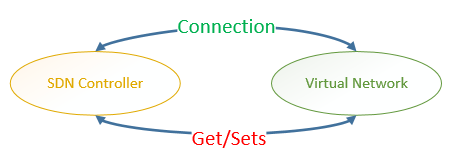 Connection
SDN Controller
Virtual Network
Get/Sets